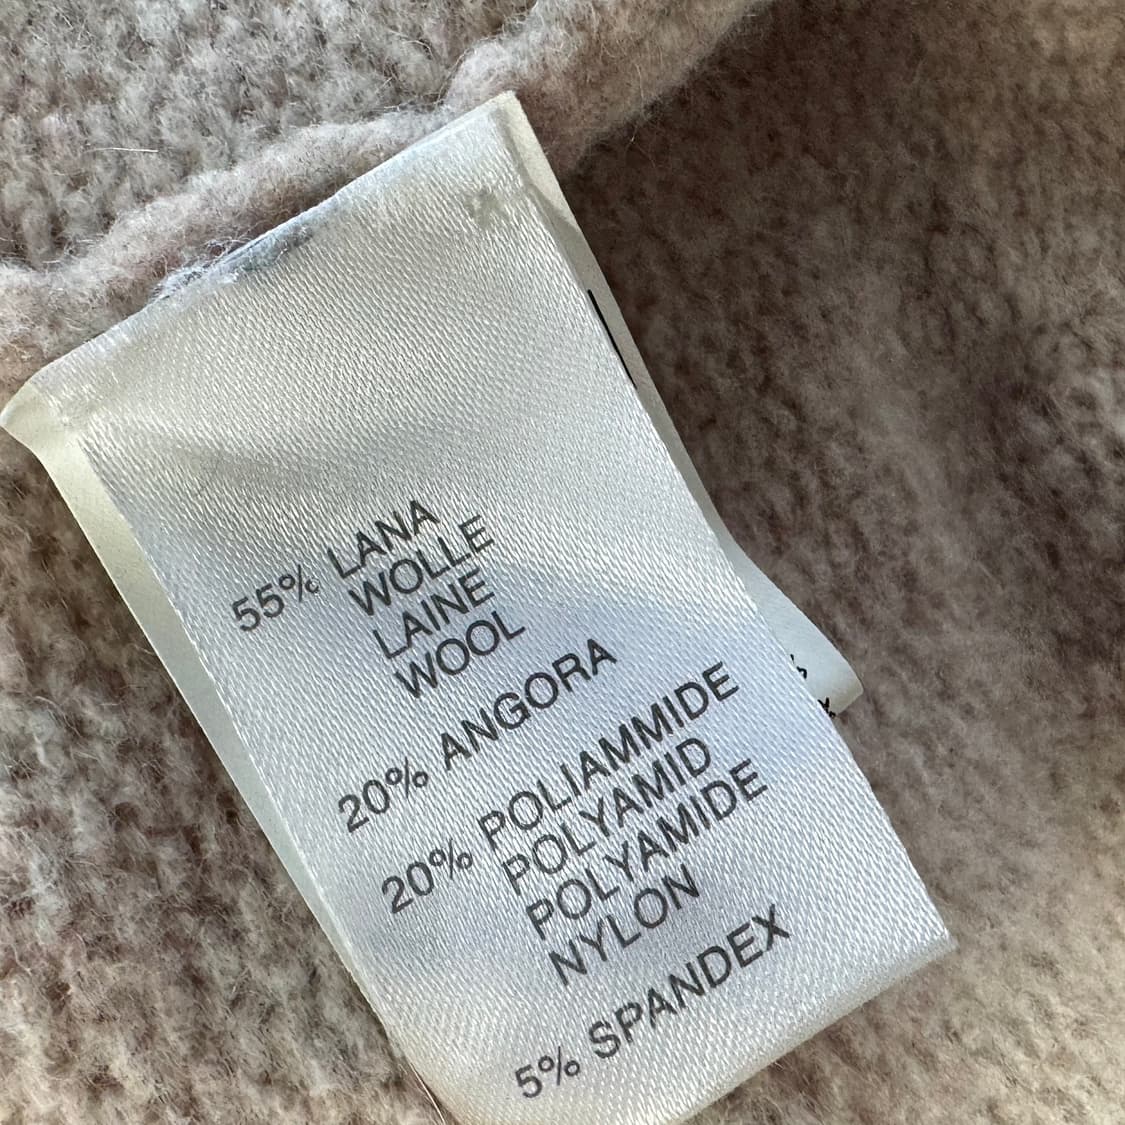 55% LANA
WOLLE
LAINE
WOOL
20% ANGORA
20% POLIAMMIDE
POLYAMID
POLYAMIDE
NYLON
5% SPANDEX